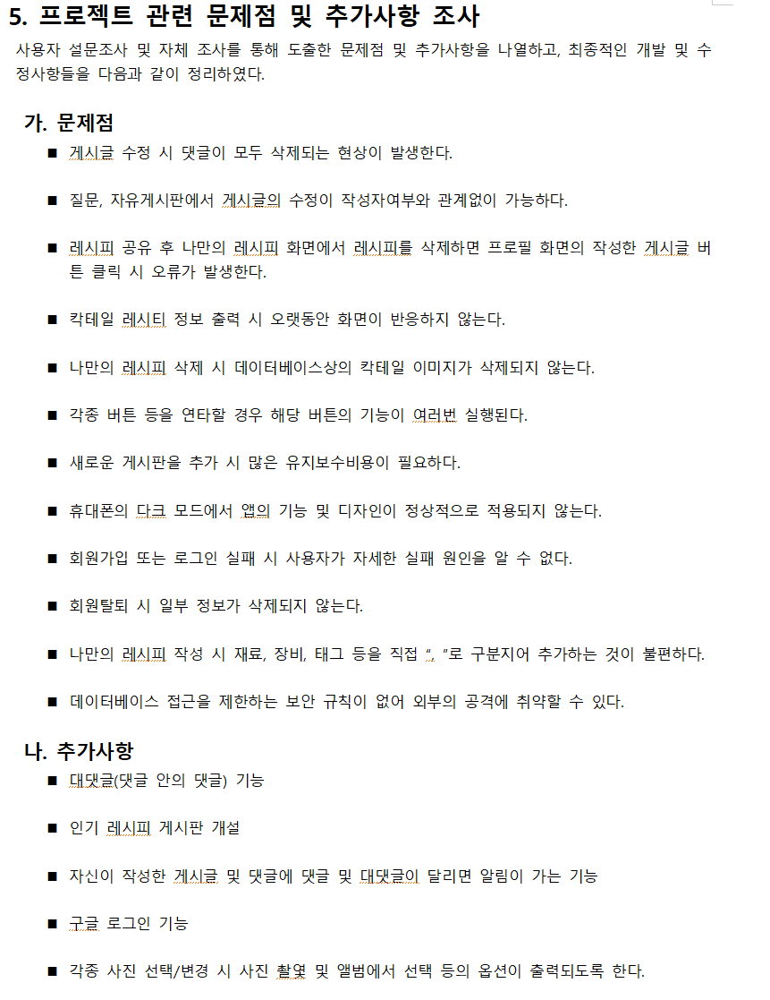 5. 프로젝트 관련 문제점 및 추가사항 조사
사용자 설문조사 및 자체 조사를 통해 도출한 문제점 및 추가사항을 나열하고, 최종적인 개발 및 수
정사항들을 다음과 같이 정리하였다.
가. 문제점
■ 게시글 수정 시 댓글이 모두 삭제되는 현상이 발생한다.
■ 질문, 자유게시판에서 게시글의 수정이 작성자여부와 관계없이 가능하다.
■ 레시피 공유 후 나만의 레시피 화면에서 레시피를 삭제하면 프로필 화면의 작성한 게시글 버
튼 클릭 시 오류가 발생한다.
■ 칵테일 레시티 정보 출력 시 오랫동안 화면이 반응하지 않는다.
■ 나만의 레시피 삭제 시 데이터베이스상의 칵테일 이미지가 삭제되지 않는다.
■ 각종 버튼 등을 연타할 경우 해당 버튼의 기능이 여러번 실행된다.
■ 새로운 게시판을 추가 시 많은 유지보수비용이 필요하다.
■ 휴대폰의 다크 모드에서 앱의 기능 및 디자인이 정상적으로 적용되지 않는다.
■ 회원가입 또는 로그인 실패 시 사용자가 자세한 실패 원인을 알 수 없다.
■ 회원탈퇴 시 일부 정보가 삭제되지 않는다.
■ 나만의 레시피 작성 시 재료, 장비, 태그 등을 직접 “, ”로 구분지어 추가하는 것이 불편하다.
■ 데이터베이스 접근을 제한하는 보안 규칙이 없어 외부의 공격에 취약할 수 있다.
나. 추가사항
■ 대댓글(댓글 안의 댓글) 기능
■ 인기 레시피 게시판 개설
■ 자신이 작성한 게시글 및 댓글에 댓글 및 대댓글이 달리면 알림이 가는 기능
■ 구글 로그인 기능
■ 각종 사진 선택/변경 시 사진 촬영 및 앨범에서 선택 등의 옵션이 출력되도록 한다.